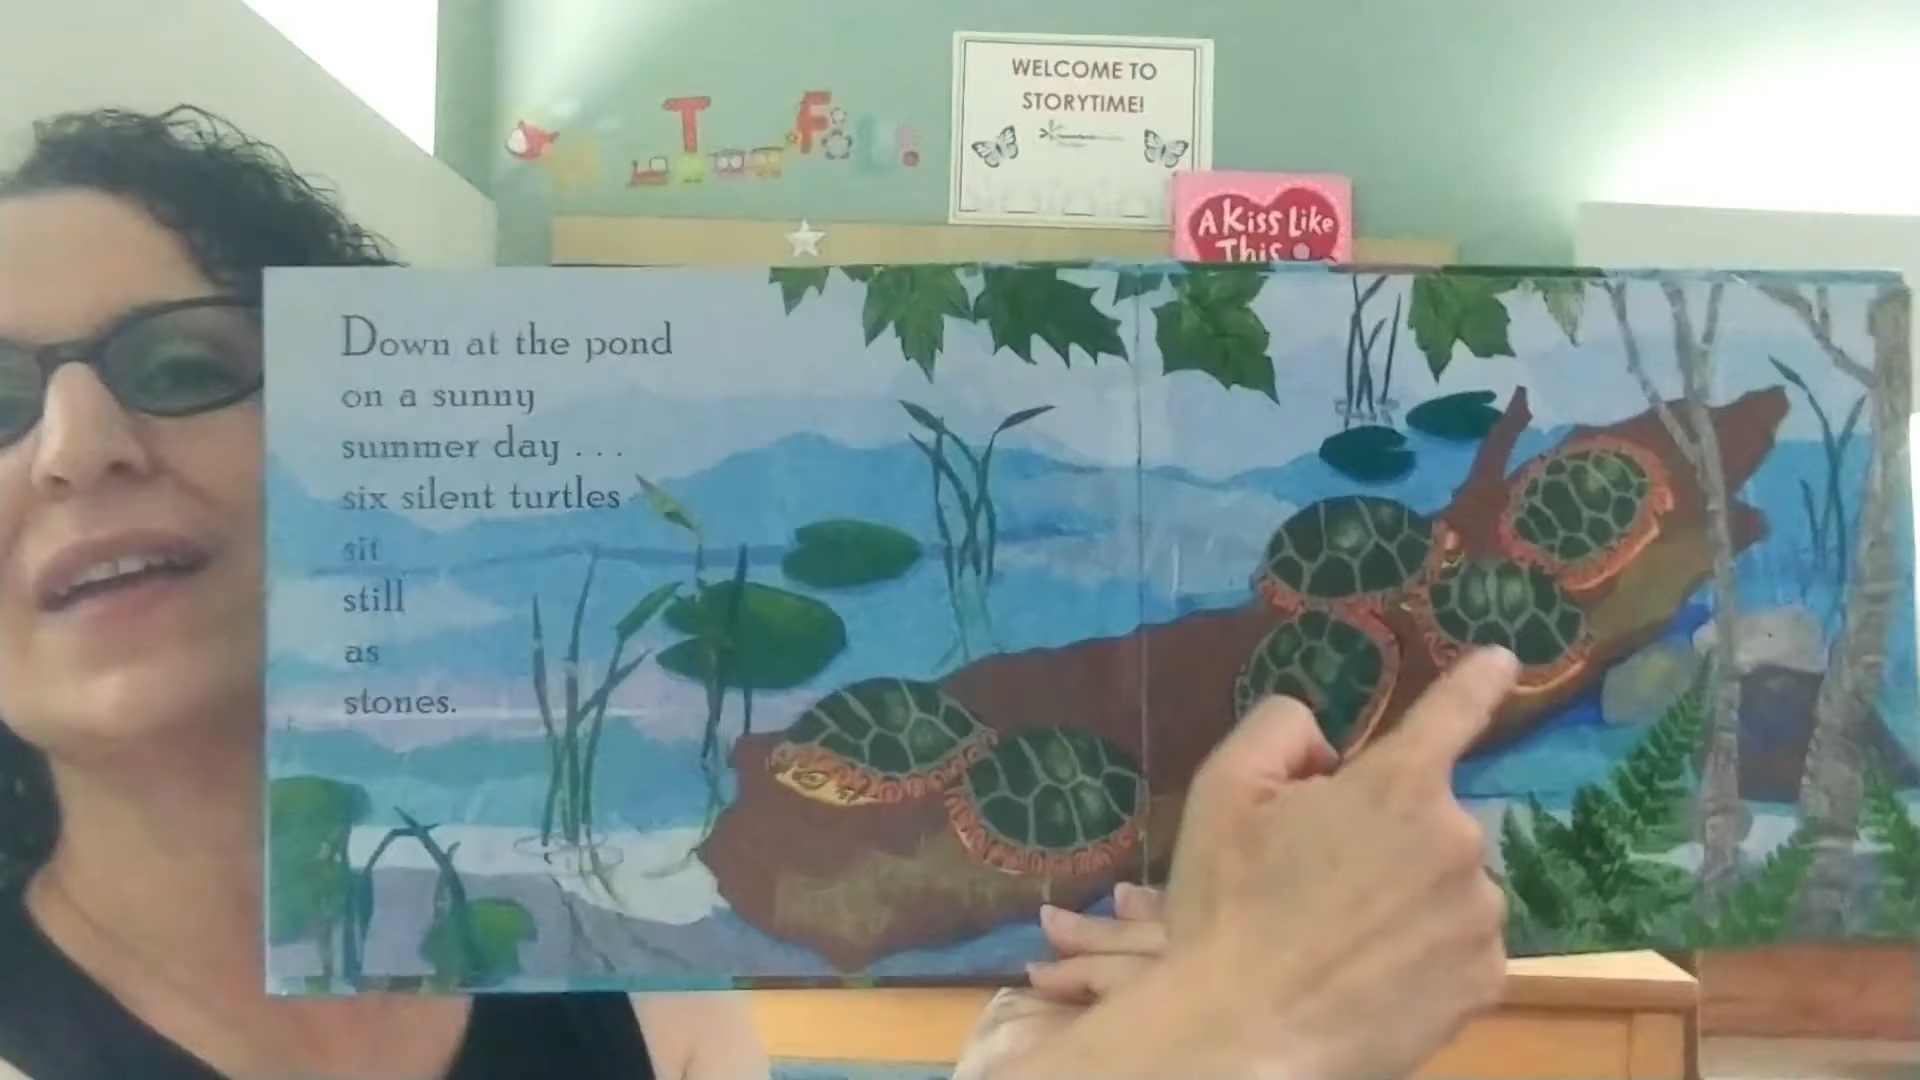 T F
WELCOME TO
STORYTIME!
A Kiss Like
This
Down at the pond
on a sunny
summer day . . .
six silent turtles
sit
still
as
stones.